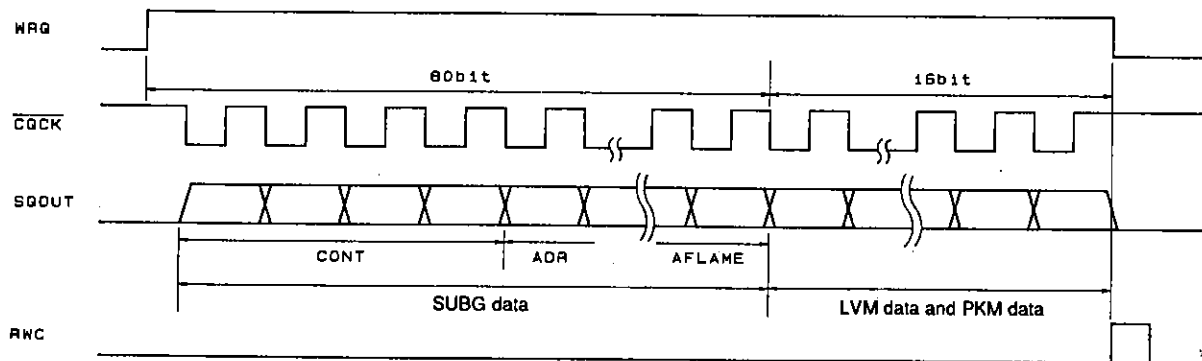 WRQ
80bit
16bit
CQCK
SQOUT
CONT
ADR
AFLAME
SUBG data
LVM data and PKM data
RWC